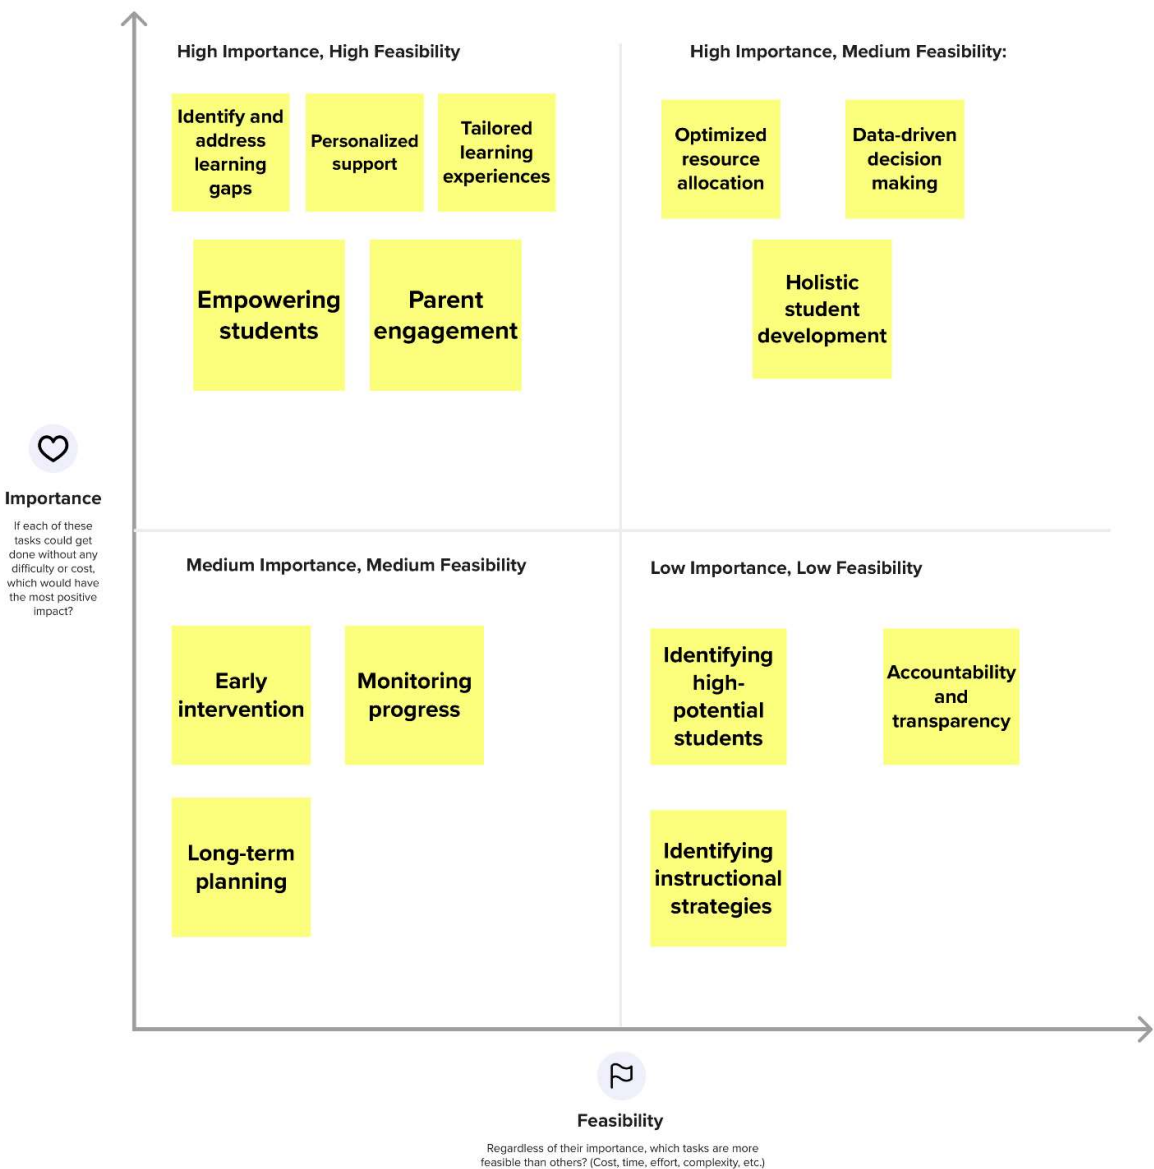 High Importance, High Feasibility
High Importance, Medium Feasibility:
Identify and
address
learning
gaps
Personalized
support
Tailored
learning
experiences
Optimized
resource
allocation
Data-driven
decision
making
Empowering
students
Parent
engagement
Holistic
student
development
Importance
If each of these
tasks could get
done without any
difficulty or cost,
which would have
the most positive
impact?
Medium Importance, Medium Feasibility
Low Importance, Low Feasibility
Early
intervention
Monitoring
progress
Identifying
high-
potential
students
Accountability
and
transparency
Long-term
planning
Identifying
instructional
strategies
Feasibility
Regardless of their importance, which tasks are more
feasible than others? (Cost, time, effort, complexity, etc.)